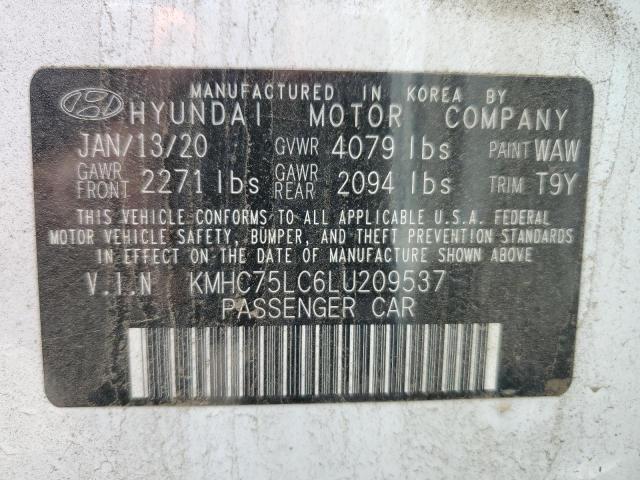 MANUFACTURED IN KOREA BY
HYUNDAI MOTOR COMPANY
JAN/13/20 GVWR 4079 lbs PAINT WAW
GAWR FRONT 2271 lbs GAWR REAR 2094 lbs TRIM T9Y
THIS VEHICLE CONFORMS TO ALL APPLICABLE U.S.A. FEDERAL
MOTOR VEHICLE SAFETY, BUMPER, AND THEFT PREVENTION STANDARDS
IN EFFECT ON THE DATE OF MANUFACTURE SHOWN ABOVE.
V.I.N KMHC75LC6LU209537
PASSENGER CAR